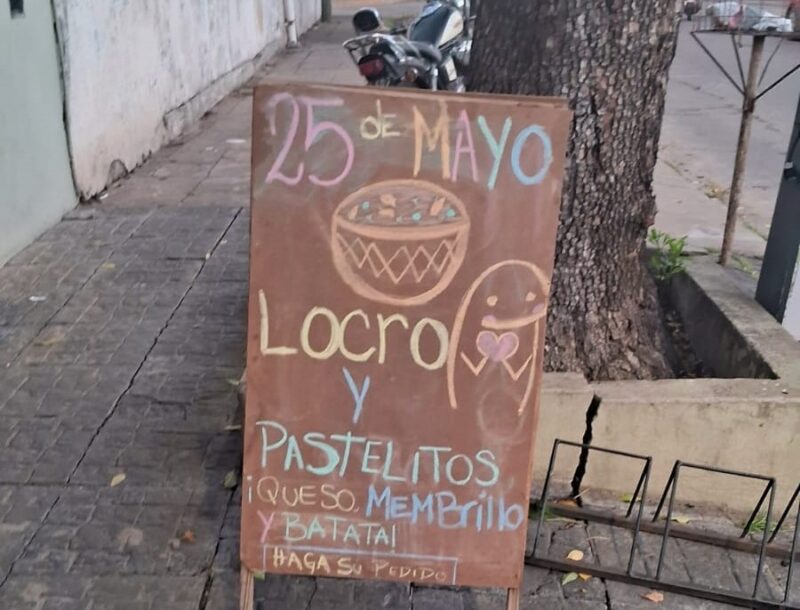 25 de MAYO
LOCrO
Y
PASTELITOS
¡QUESO, MEMBrillO
Y BATATA!
HAGA SU PEDIDO